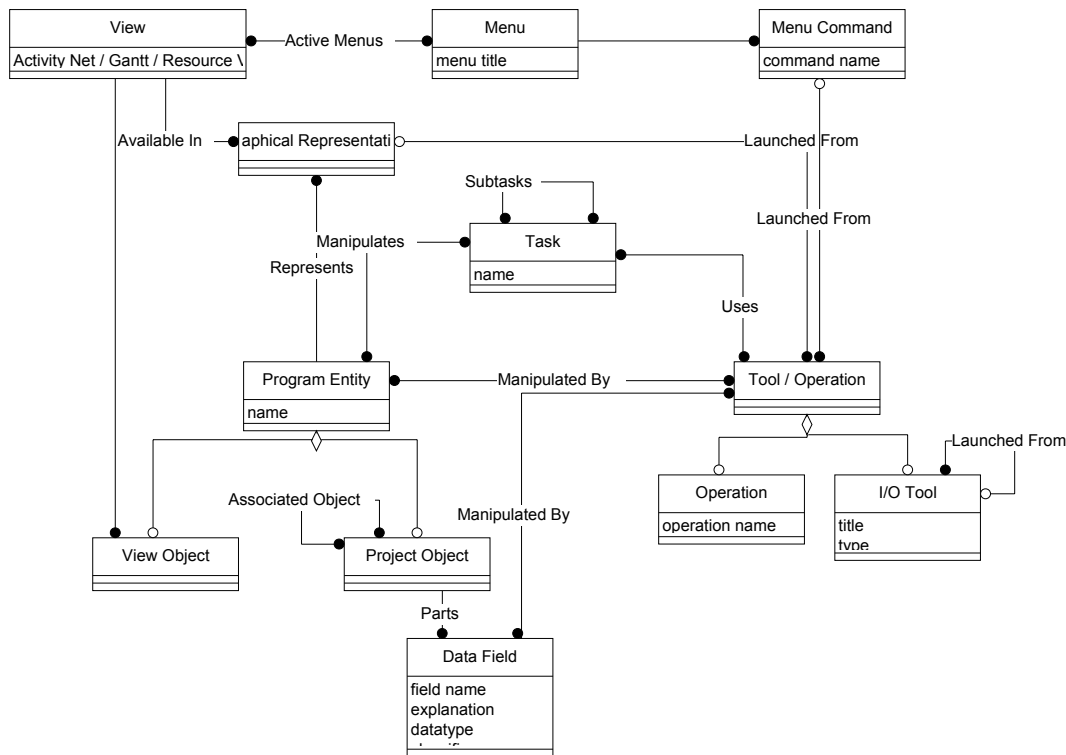 View
Activity Net / Gantt / Resource
Active Menus
Menu
menu title
Menu Command
command name
Available In
aphical Representati
Launched From
Subtasks
Launched From
Manipulates
Task
name
Represents
Uses
Program Entity
name
Manipulated By
Tool / Operation
Launched From
Associated Object
Manipulated By
Operation
operation name
I/O Tool
title
type
View Object
Project Object
Parts
Data Field
field name
explanation
datatype